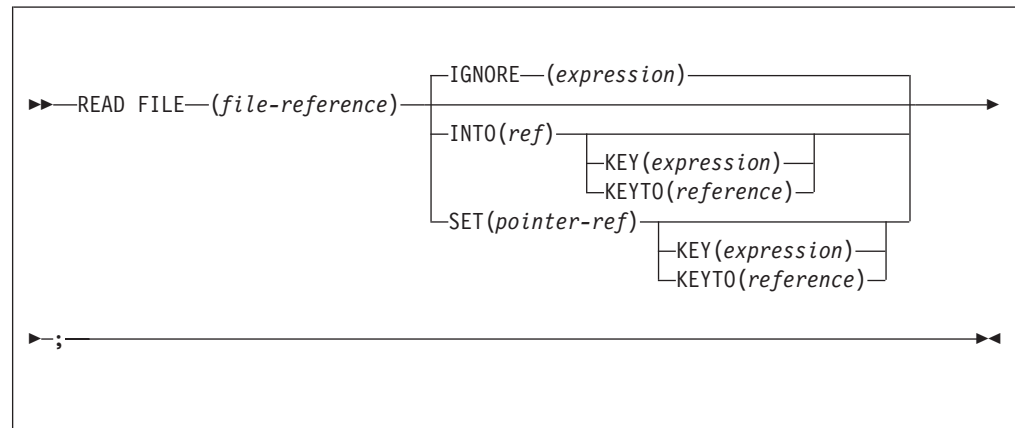 IGNORE (expression)
READ FILE (file-reference)
INTO(ref)
KEY(expression)
KEYTO(reference)
SET(pointer-ref)
KEY(expression)
KEYTO(reference)
;